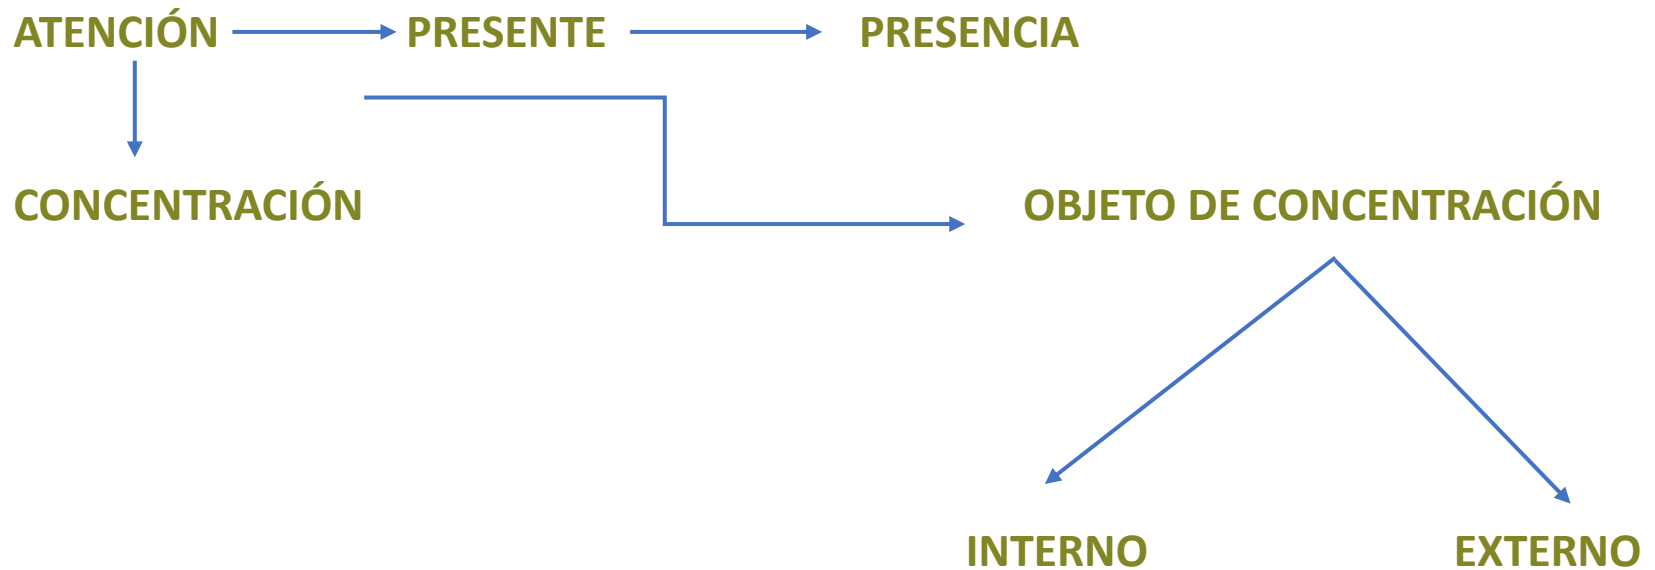 ATENCIÓN PRESENTE PRESENCIA
CONCENTRACIÓN OBJETO DE CONCENTRACIÓN
INTERNO EXTERNO